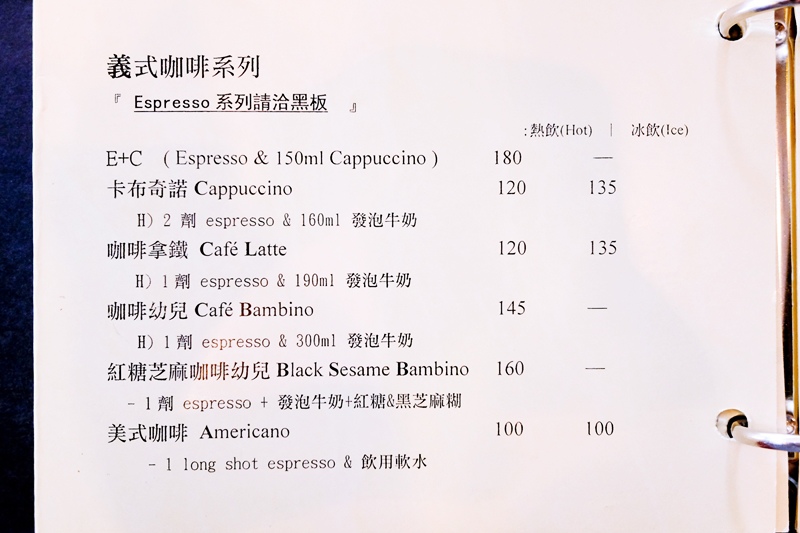 義式咖啡系列
『 Espresso 系列請洽黑板 』
:熱飲(Hot) | 冰飲(Ice)
E+C ( Espresso & 150ml Cappuccino ) 180 —
卡布奇諾 Cappuccino 120 135
H) 2 劑 espresso & 160ml 發泡牛奶
咖啡拿鐵 Café Latte 120 135
H) 1 劑 espresso & 190ml 發泡牛奶
咖啡幼兒 Café Bambino 145 —
H) 1 劑 espresso & 300ml 發泡牛奶
紅糖芝麻咖啡幼兒 Black Sesame Bambino 160 —
- 1 劑 espresso + 發泡牛奶+紅糖&黑芝麻糊
美式咖啡 Americano 100 100
- 1 long shot espresso & 飲用軟水